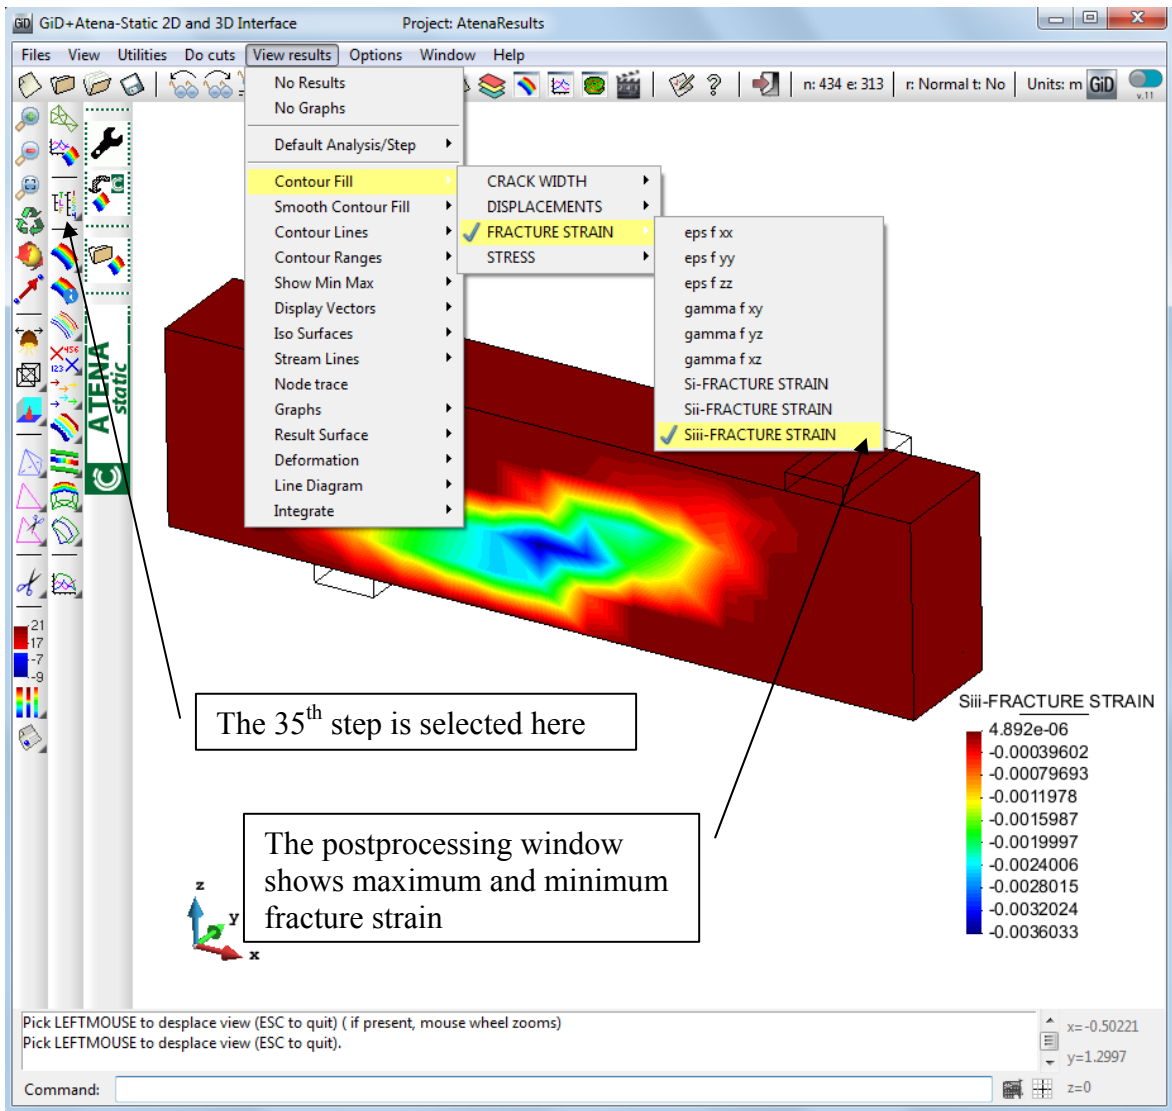 GiD GiD+Atena-Static 2D and 3D Interface Project: AtenaResults
Files View Utilities Do cuts View results Options Window Help
n: 434 e: 313 r: Normal t: No Units: m GiD
v.11
No Results
No Graphs
Default Analysis/Step
Contour Fill
Smooth Contour Fill
Contour Lines
Contour Ranges
Show Min Max
Display Vectors
Iso Surfaces
Stream Lines
Node trace
Graphs
Result Surface
Deformation
Line Diagram
Integrate
CRACK WIDTH
DISPLACEMENTS
FRACTURE STRAIN
STRESS
eps f xx
eps f yy
eps f zz
gamma f xy
gamma f yz
gamma f xz
Si-FRACTURE STRAIN
Sii-FRACTURE STRAIN
Siii-FRACTURE STRAIN
456
123
ATENA
static
21
17
-7
-9
The 35th step is selected here
The postprocessing window
shows maximum and minimum
fracture strain
Siii-FRACTURE STRAIN
4.892e-06
-0.00039602
-0.00079693
-0.0011978
-0.0015987
-0.0019997
-0.0024006
-0.0028015
-0.0032024
-0.0036033
z
y
x
Pick LEFTMOUSE to desplace view (ESC to quit) ( if present, mouse wheel zooms)
Pick LEFTMOUSE to desplace view (ESC to quit).
x=-0.50221
y=1.2997
z=0
Command: